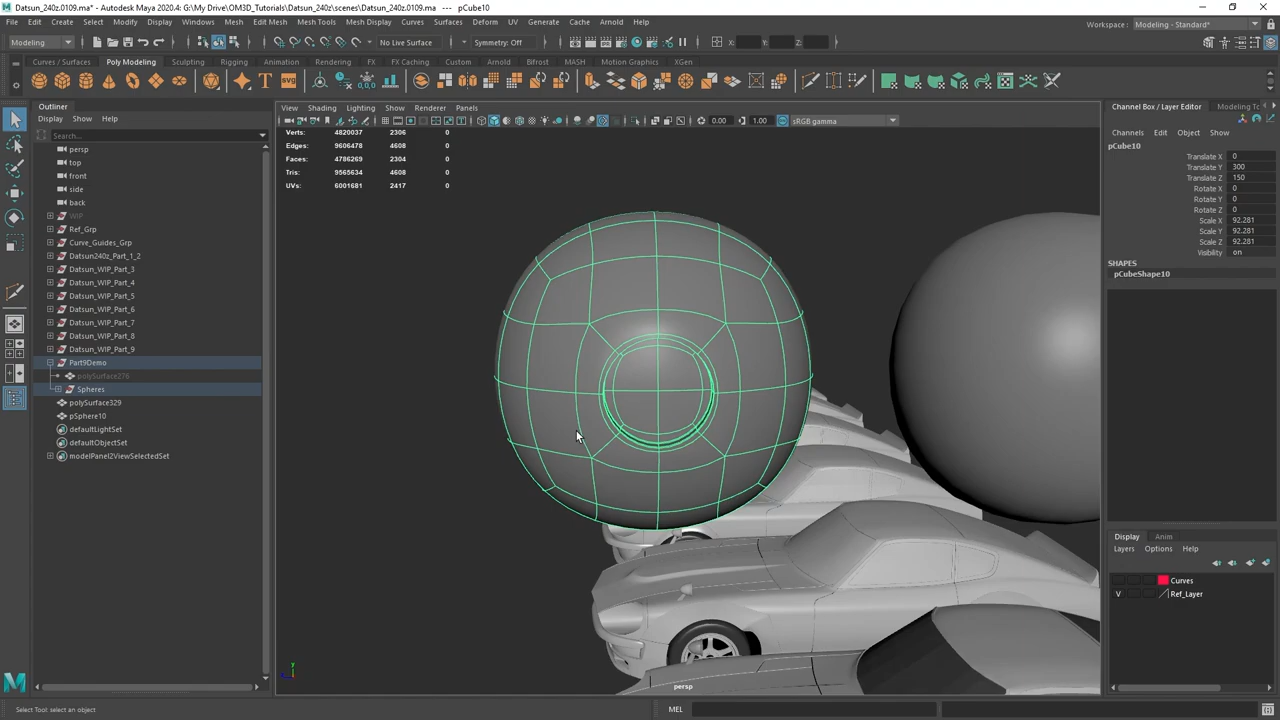 Datsun_240z.0109.ma* - Autodesk Maya 2020.4: G:\My Drive\OM3D_Tutorials\Datsun_240z\scenes\Datsun_240z.0109.ma --- pCube10
File Edit Create Select Modify Display Windows Mesh Edit Mesh Mesh Tools Mesh Display Curves Surfaces Deform UV Generate Cache Arnold Help
Workspace: Modeling - Standard*
Modeling No Live Surface Symmetry: Off X: Y: Z:
Curves / Surfaces Poly Modeling Sculpting Rigging Animation Rendering FX FX Caching Custom Arnold Bifrost MASH Motion Graphics XGen
Outliner
Display Show Help
Search...
persp
top
front
side
back
WIP
Ref_Grp
Curve_Guides_Grp
Datsun240z_Part_1_2
Datsun_WIP_Part_3
Datsun_WIP_Part_4
Datsun_WIP_Part_5
Datsun_WIP_Part_6
Datsun_WIP_Part_7
Datsun_WIP_Part_8
Datsun_WIP_Part_9
Part9Demo
polySurface276
Spheres
polySurface329
pSphere10
defaultLightSet
defaultObjectSet
modelPanel2ViewSelectedSet
View Shading Lighting Show Renderer Panels
0.00 1.00 sRGB gamma
Verts: 4820037 2306 0
Edges: 9606478 4608 0
Faces: 4786269 2304 0
Tris: 9565634 4608 0
UVs: 6001681 2417 0
y
persp
Channel Box / Layer Editor Modeling To
Channels Edit Object Show
pCube10
Translate X 0
Translate Y 300
Translate Z 150
Rotate X 0
Rotate Y 0
Rotate Z 0
Scale X 92.281
Scale Y 92.281
Scale Z 92.281
Visibility on
SHAPES
pCubeShape10
Display Anim
Layers Options Help
Curves
V Ref_Layer
Select Tool: select an object
MEL